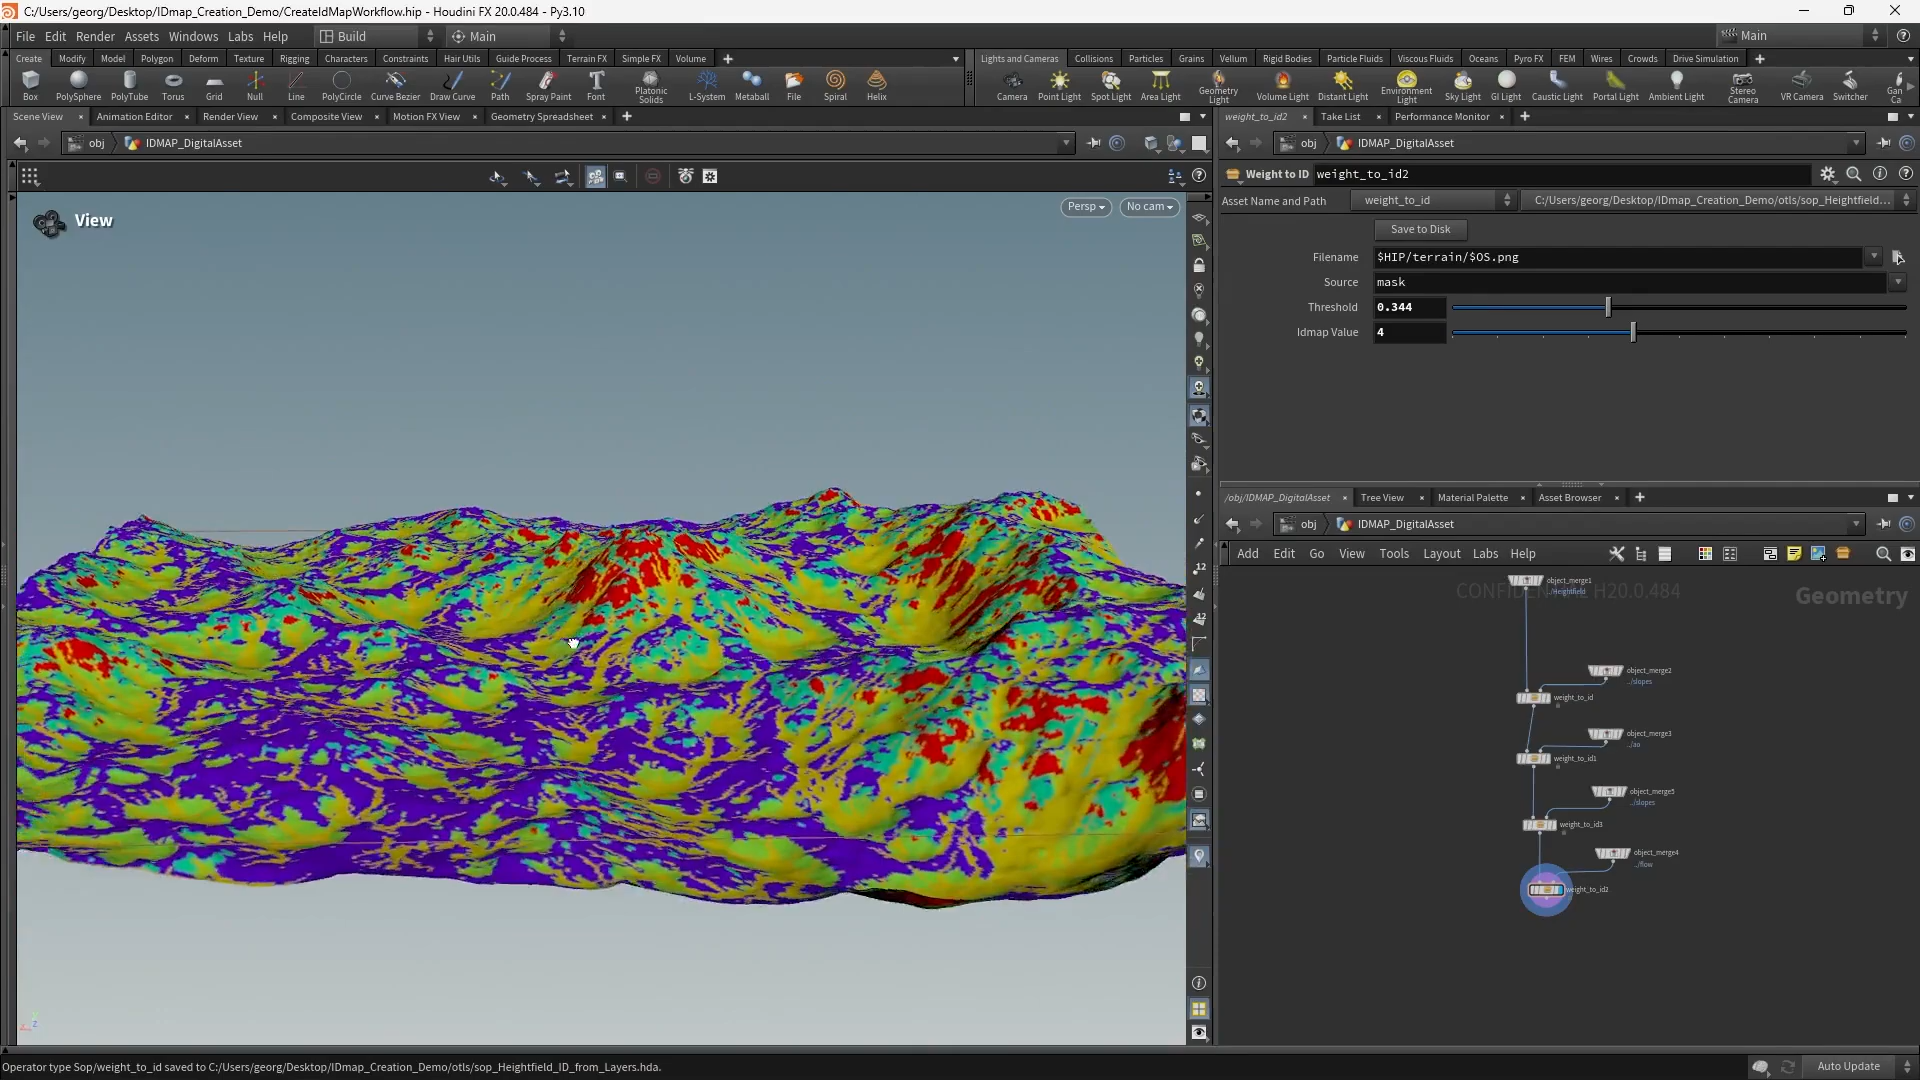 C:/Users/georg/Desktop/IDmap_Creation_Demo/CreateIdMapWorkflow.hip - Houdini FX 20.0.484 - Py3.10
File Edit Render Assets Windows Labs Help Build Main Main
Create Modify Model Polygon Deform Texture Rigging Characters Constraints Hair Utils Guide Process Terrain FX Simple FX Volume
Lights and Cameras Collisions Particles Grains Vellum Rigid Bodies Particle Fluids Viscous Fluids Oceans Pyro FX FEM Wires Crowds Drive Simulation
Box PolySphere PolyTube Torus Grid Null Line PolyCircle Curve Bezier Draw Curve Path Spray Paint Font Platonic Solids L-System Metaball File Spiral Helix
Camera Point Light Spot Light Area Light Geometry Light Volume Light Distant Light Environment Light Sky Light GI Light Caustic Light Portal Light Ambient Light Stereo Camera VR Camera Switcher Gan Ca
Scene View Animation Editor Render View Composite View Motion FX View Geometry Spreadsheet
weight_to_id2 Take List Performance Monitor
obj IDMAP_DigitalAsset
obj IDMAP_DigitalAsset
Weight to ID weight_to_id2
Asset Name and Path weight_to_id C:/Users/georg/Desktop/IDmap_Creation_Demo/otls/sop_Heightfield...
View
Persp
No cam
Save to Disk
Filename $HIP/terrain/$OS.png
Source mask
Threshold 0.344
Idmap Value 4
/obj/IDMAP_DigitalAsset Tree View Material Palette Asset Browser
obj IDMAP_DigitalAsset
Add Edit Go View Tools Layout Labs Help
Geometry
object_merge1
object_merge2
../slopes
weight_to_id
object_merge3
../ao
weight_to_id1
object_merge5
../slopes
weight_to_id3
object_merge4
../flow
weight_to_id2
Operator type Sop/weight_to_id saved to C:/Users/georg/Desktop/IDmap_Creation_Demo/otls/sop_Heightfield_ID_from_Layers.hda.
Auto Update